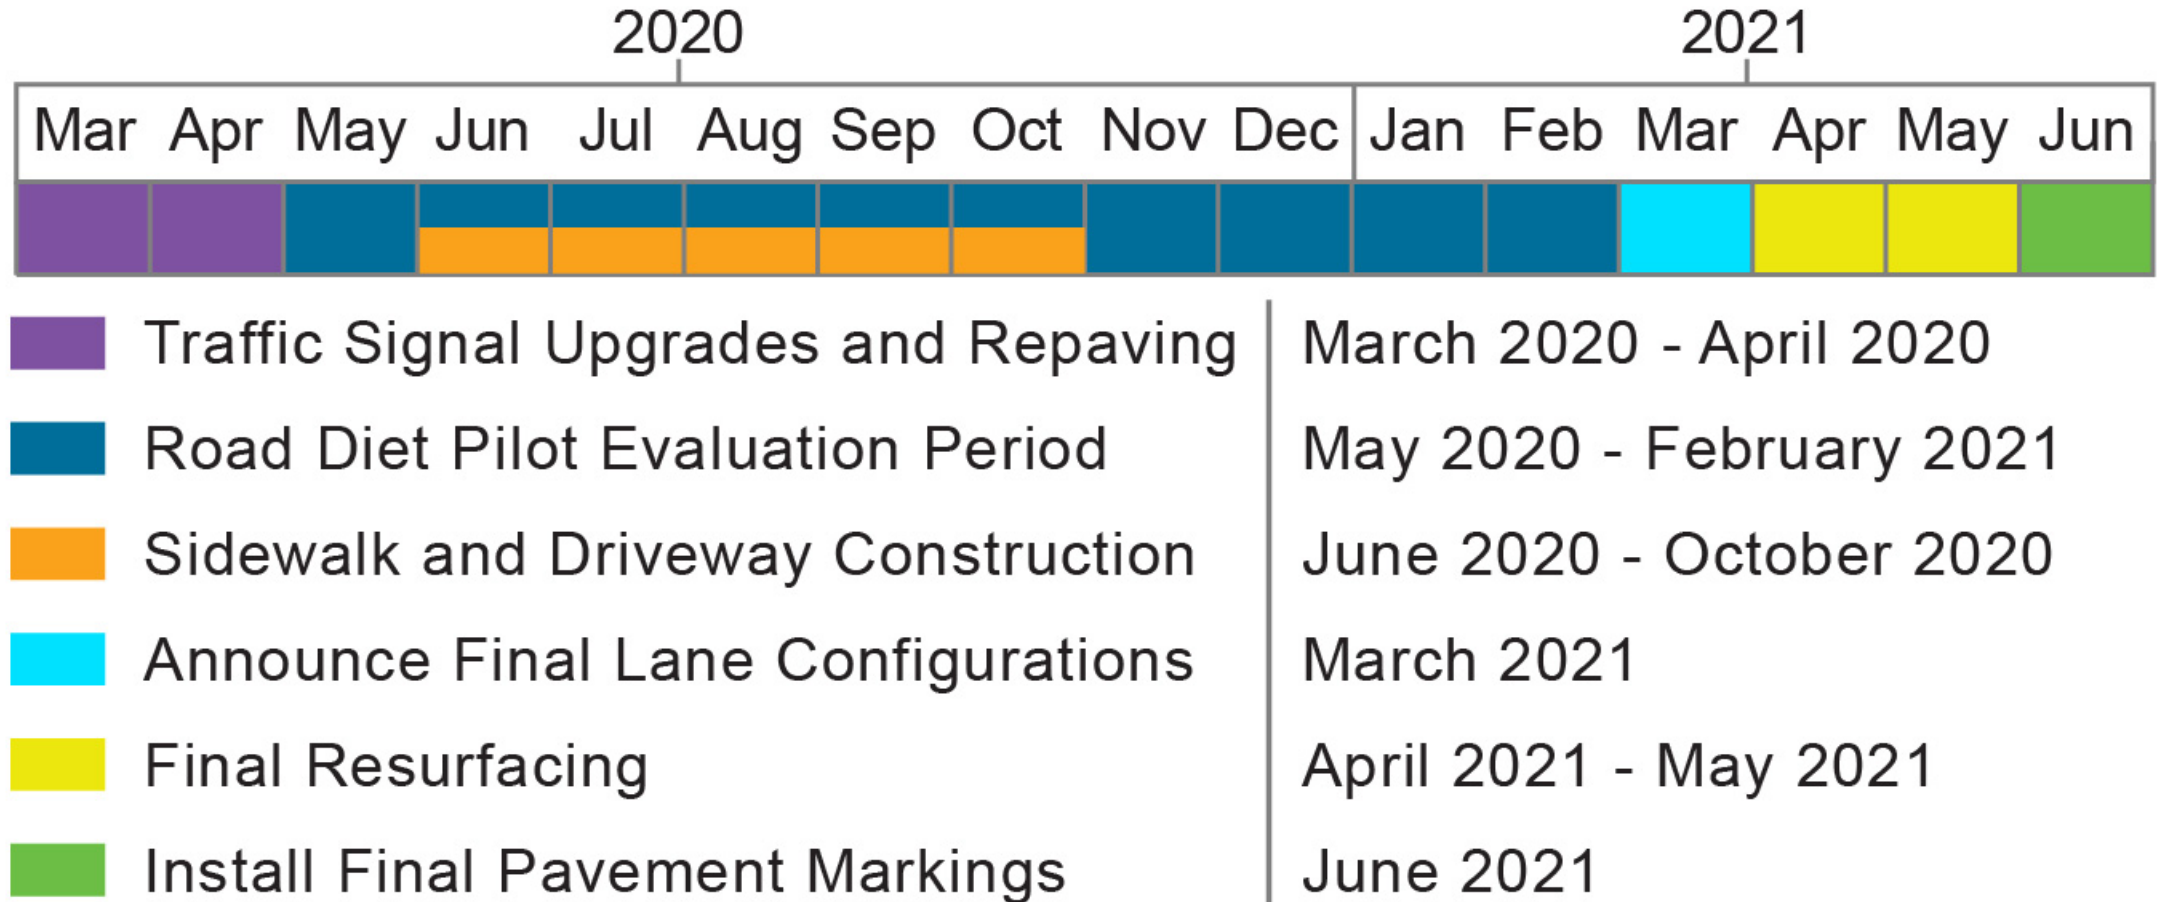 2020 2021
Mar Apr May Jun Jul Aug Sep Oct Nov Dec Jan Feb Mar Apr May Jun
Traffic Signal Upgrades and Repaving March 2020 - April 2020
Road Diet Pilot Evaluation Period May 2020 - February 2021
Sidewalk and Driveway Construction June 2020 - October 2020
Announce Final Lane Configurations March 2021
Final Resurfacing April 2021 - May 2021
Install Final Pavement Markings June 2021